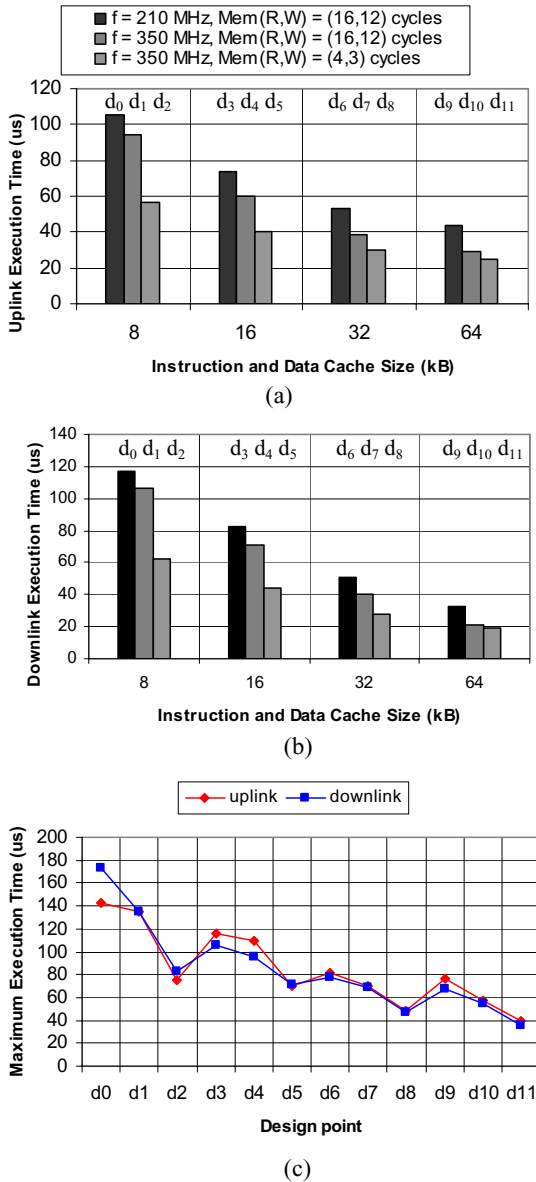 f = 210 MHz, Mem(R,W) = (16,12) cycles
f = 350 MHz, Mem(R,W) = (16,12) cycles
f = 350 MHz, Mem(R,W) = (4,3) cycles
Uplink Execution Time (us)
120
100
80
60
40
20
0
d₀ d₁ d₂ d₃ d₄ d₅ d₆ d₇ d₈ d₉ d₁₀ d₁₁
8 16 32 64
Instruction and Data Cache Size (kB)
(a)
Downlink Execution Time (us)
140
120
100
80
60
40
20
0
d₀ d₁ d₂ d₃ d₄ d₅ d₆ d₇ d₈ d₉ d₁₀ d₁₁
8 16 32 64
Instruction and Data Cache Size (kB)
(b)
uplink downlink
Maximum Execution Time (us)
200
180
160
140
120
100
80
60
40
20
0
d0 d1 d2 d3 d4 d5 d6 d7 d8 d9 d10 d11
Design point
(c)